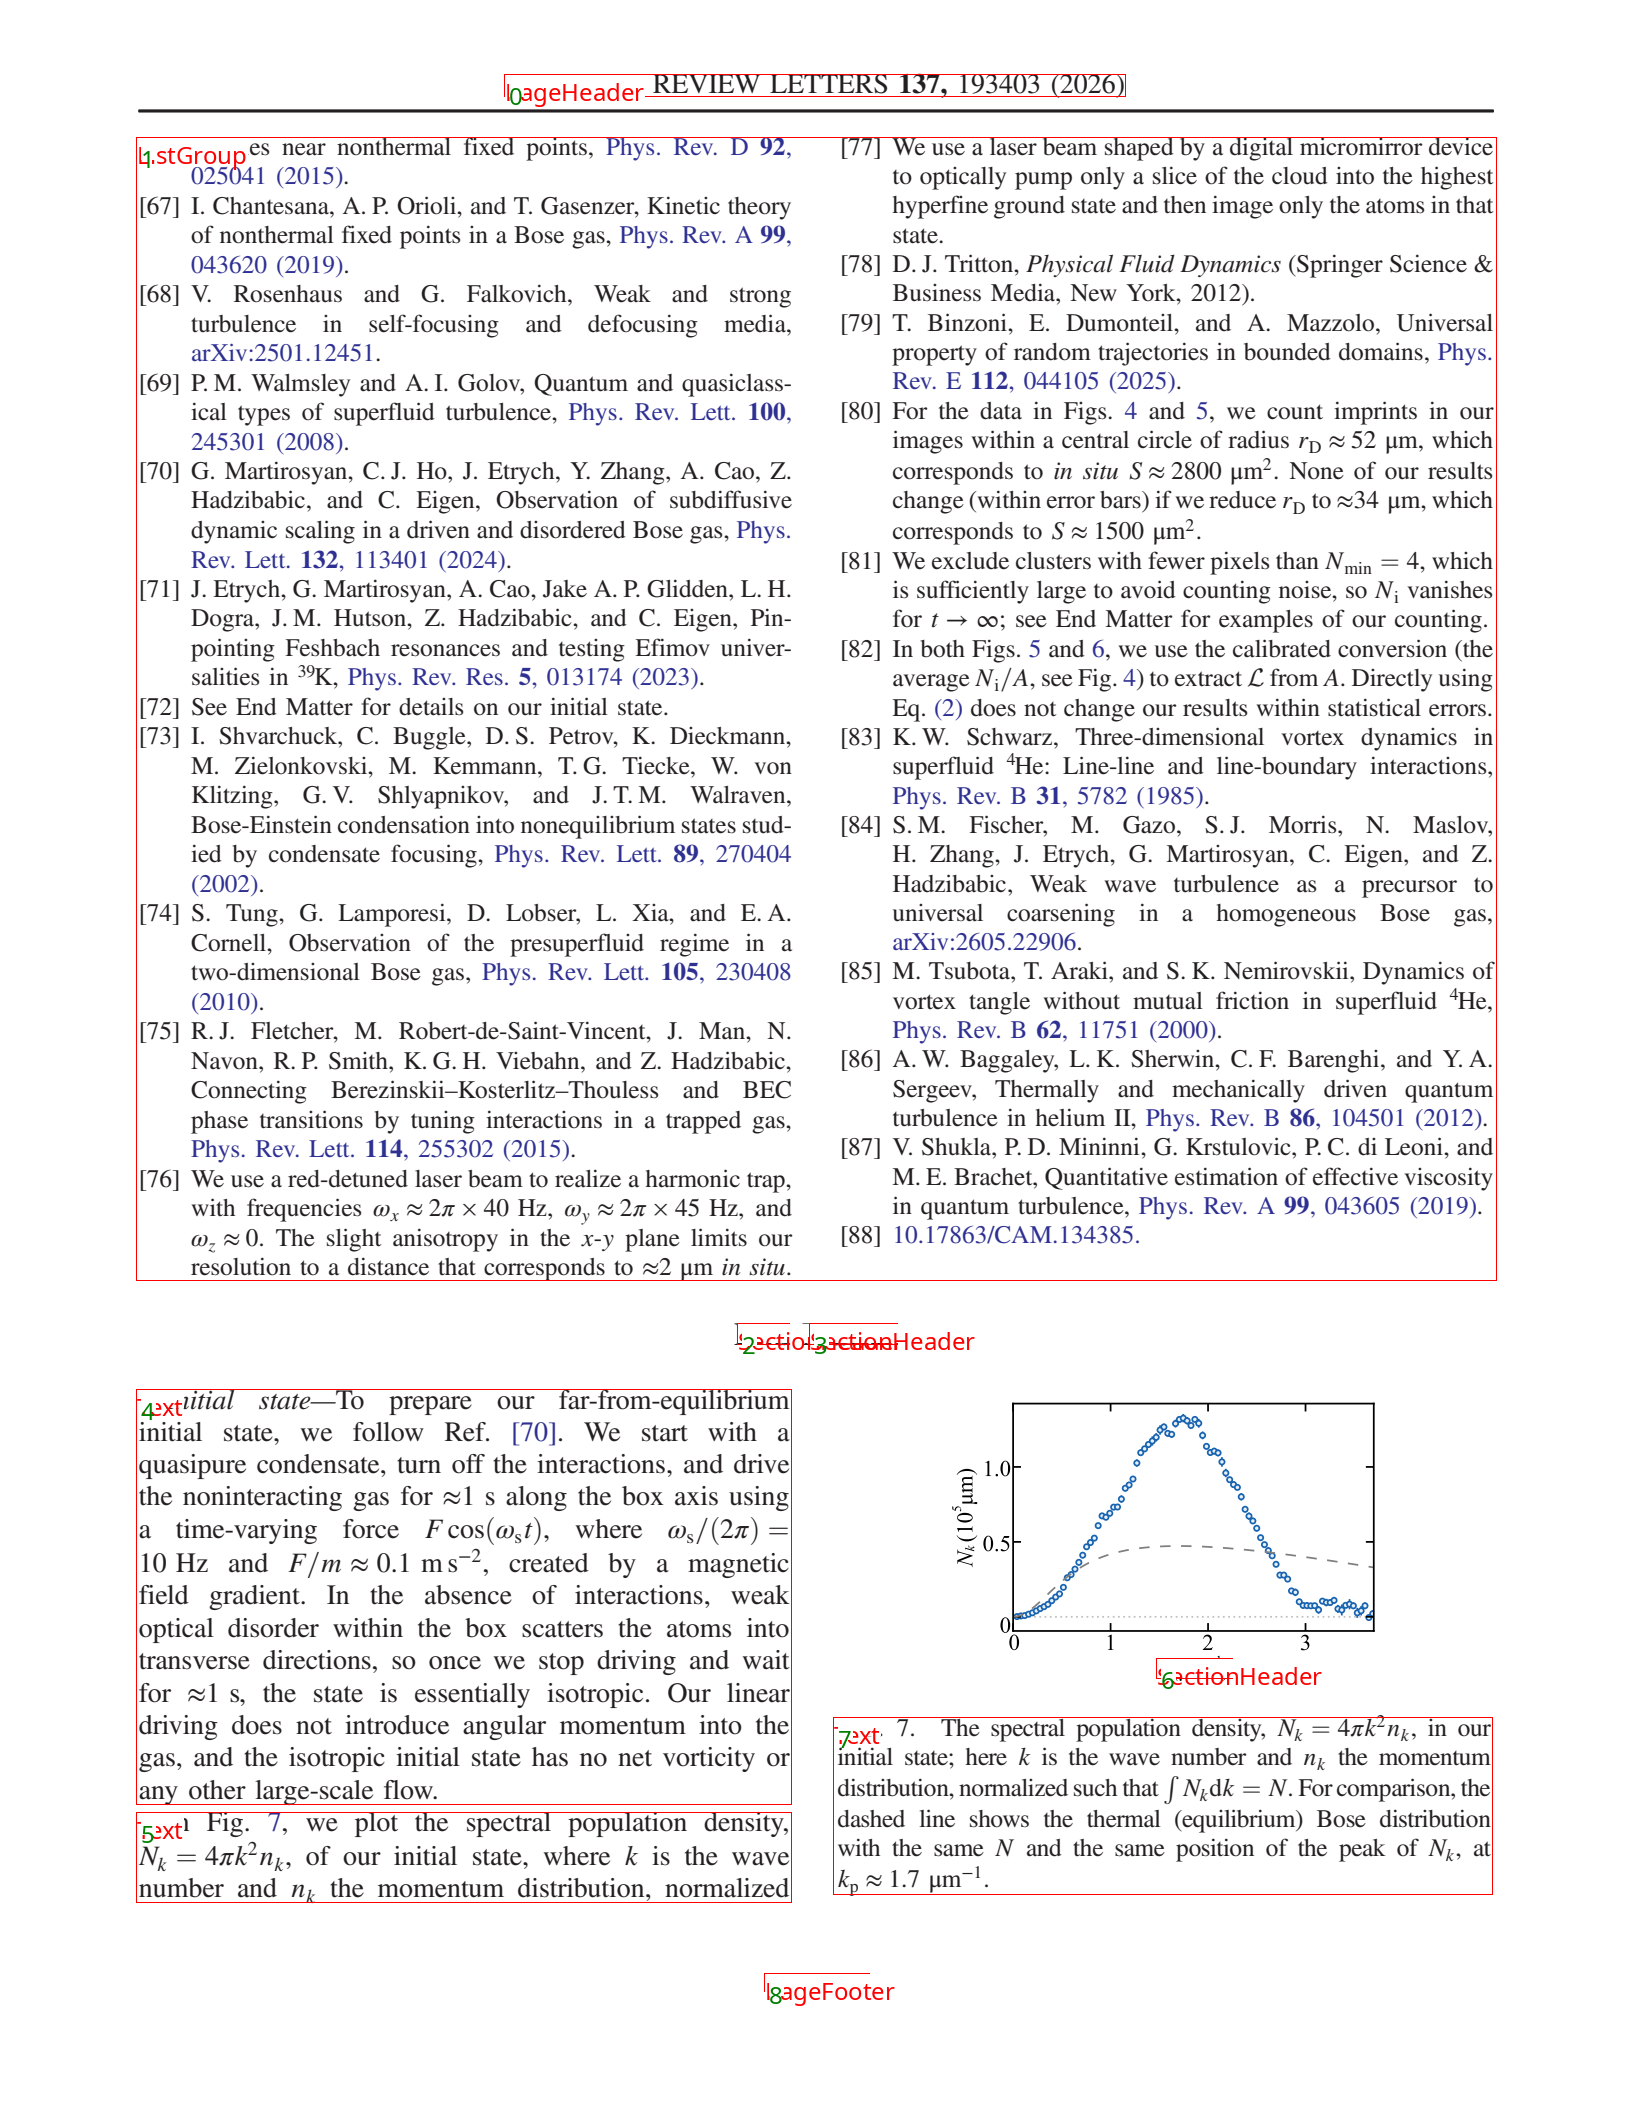 REVIEW LETTERS 137, 193403 (2026)
0 PageHeader
1 ListGroup
es near nonthermal fixed points, Phys. Rev. D 92,
025041 (2015).
[67] I. Chantesana, A. P. Orioli, and T. Gasenzer, Kinetic theory
of nonthermal fixed points in a Bose gas, Phys. Rev. A 99,
043620 (2019).
[68] V. Rosenhaus and G. Falkovich, Weak and strong
turbulence in self-focusing and defocusing media,
arXiv:2501.12451.
[69] P. M. Walmsley and A. I. Golov, Quantum and quasiclass-
ical types of superfluid turbulence, Phys. Rev. Lett. 100,
245301 (2008).
[70] G. Martirosyan, C. J. Ho, J. Etrych, Y. Zhang, A. Cao, Z.
Hadzibabic, and C. Eigen, Observation of subdiffusive
dynamic scaling in a driven and disordered Bose gas, Phys.
Rev. Lett. 132, 113401 (2024).
[71] J. Etrych, G. Martirosyan, A. Cao, Jake A. P. Glidden, L. H.
Dogra, J. M. Hutson, Z. Hadzibabic, and C. Eigen, Pin-
pointing Feshbach resonances and testing Efimov univer-
salities in ³⁹K, Phys. Rev. Res. 5, 013174 (2023).
[72] See End Matter for details on our initial state.
[73] I. Shvarchuck, C. Buggle, D. S. Petrov, K. Dieckmann,
M. Zielonkovski, M. Kemmann, T. G. Tiecke, W. von
Klitzing, G. V. Shlyapnikov, and J. T. M. Walraven,
Bose-Einstein condensation into nonequilibrium states stud-
ied by condensate focusing, Phys. Rev. Lett. 89, 270404
(2002).
[74] S. Tung, G. Lamporesi, D. Lobser, L. Xia, and E. A.
Cornell, Observation of the presuperfluid regime in a
two-dimensional Bose gas, Phys. Rev. Lett. 105, 230408
(2010).
[75] R. J. Fletcher, M. Robert-de-Saint-Vincent, J. Man, N.
Navon, R. P. Smith, K. G. H. Viebahn, and Z. Hadzibabic,
Connecting Berezinskii–Kosterlitz–Thouless and BEC
phase transitions by tuning interactions in a trapped gas,
Phys. Rev. Lett. 114, 255302 (2015).
[76] We use a red-detuned laser beam to realize a harmonic trap,
with frequencies ωx ≈ 2π × 40 Hz, ωy ≈ 2π × 45 Hz, and
ωz ≈ 0. The slight anisotropy in the x-y plane limits our
resolution to a distance that corresponds to ≈2 μm in situ.
[77] We use a laser beam shaped by a digital micromirror device
to optically pump only a slice of the cloud into the highest
hyperfine ground state and then image only the atoms in that
state.
[78] D. J. Tritton, Physical Fluid Dynamics (Springer Science &
Business Media, New York, 2012).
[79] T. Binzoni, E. Dumonteil, and A. Mazzolo, Universal
property of random trajectories in bounded domains, Phys.
Rev. E 112, 044105 (2025).
[80] For the data in Figs. 4 and 5, we count imprints in our
images within a central circle of radius rD ≈ 52 μm, which
corresponds to in situ S ≈ 2800 μm². None of our results
change (within error bars) if we reduce rD to ≈34 μm, which
corresponds to S ≈ 1500 μm².
[81] We exclude clusters with fewer pixels than Nmin = 4, which
is sufficiently large to avoid counting noise, so Ni vanishes
for t → ∞; see End Matter for examples of our counting.
[82] In both Figs. 5 and 6, we use the calibrated conversion (the
average Ni/A, see Fig. 4) to extract ℒ from A. Directly using
Eq. (2) does not change our results within statistical errors.
[83] K. W. Schwarz, Three-dimensional vortex dynamics in
superfluid ⁴He: Line-line and line-boundary interactions,
Phys. Rev. B 31, 5782 (1985).
[84] S. M. Fischer, M. Gazo, S. J. Morris, N. Maslov,
H. Zhang, J. Etrych, G. Martirosyan, C. Eigen, and Z.
Hadzibabic, Weak wave turbulence as a precursor to
universal coarsening in a homogeneous Bose gas,
arXiv:2605.22906.
[85] M. Tsubota, T. Araki, and S. K. Nemirovskii, Dynamics of
vortex tangle without mutual friction in superfluid ⁴He,
Phys. Rev. B 62, 11751 (2000).
[86] A. W. Baggaley, L. K. Sherwin, C. F. Barenghi, and Y. A.
Sergeev, Thermally and mechanically driven quantum
turbulence in helium II, Phys. Rev. B 86, 104501 (2012).
[87] V. Shukla, P. D. Mininni, G. Krstulovic, P. C. di Leoni, and
M. E. Brachet, Quantitative estimation of effective viscosity
in quantum turbulence, Phys. Rev. A 99, 043605 (2019).
[88] 10.17863/CAM.134385.
2 Section 3 SectionHeader
4 Text
initial state—To prepare our far-from-equilibrium
initial state, we follow Ref. [70]. We start with a
quasipure condensate, turn off the interactions, and drive
the noninteracting gas for ≈1 s along the box axis using
a time-varying force F cos(ωst), where ωs/(2π) =
10 Hz and F/m ≈ 0.1 m s⁻², created by a magnetic
field gradient. In the absence of interactions, weak
optical disorder within the box scatters the atoms into
transverse directions, so once we stop driving and wait
for ≈1 s, the state is essentially isotropic. Our linear
driving does not introduce angular momentum into the
gas, and the isotropic initial state has no net vorticity or
any other large-scale flow.
5 Text
Fig. 7, we plot the spectral population density,
Nk = 4πk²nk, of our initial state, where k is the wave
number and nk the momentum distribution, normalized
Nk (10⁵ μm)
1.0
0.5
0
0 1 2 3
6 SectionHeader
7 Text
7. The spectral population density, Nk = 4πk²nk, in our
initial state; here k is the wave number and nk the momentum
distribution, normalized such that ∫ Nkdk = N. For comparison, the
dashed line shows the thermal (equilibrium) Bose distribution
with the same N and the same position of the peak of Nk, at
kp ≈ 1.7 μm⁻¹.
8 PageFooter